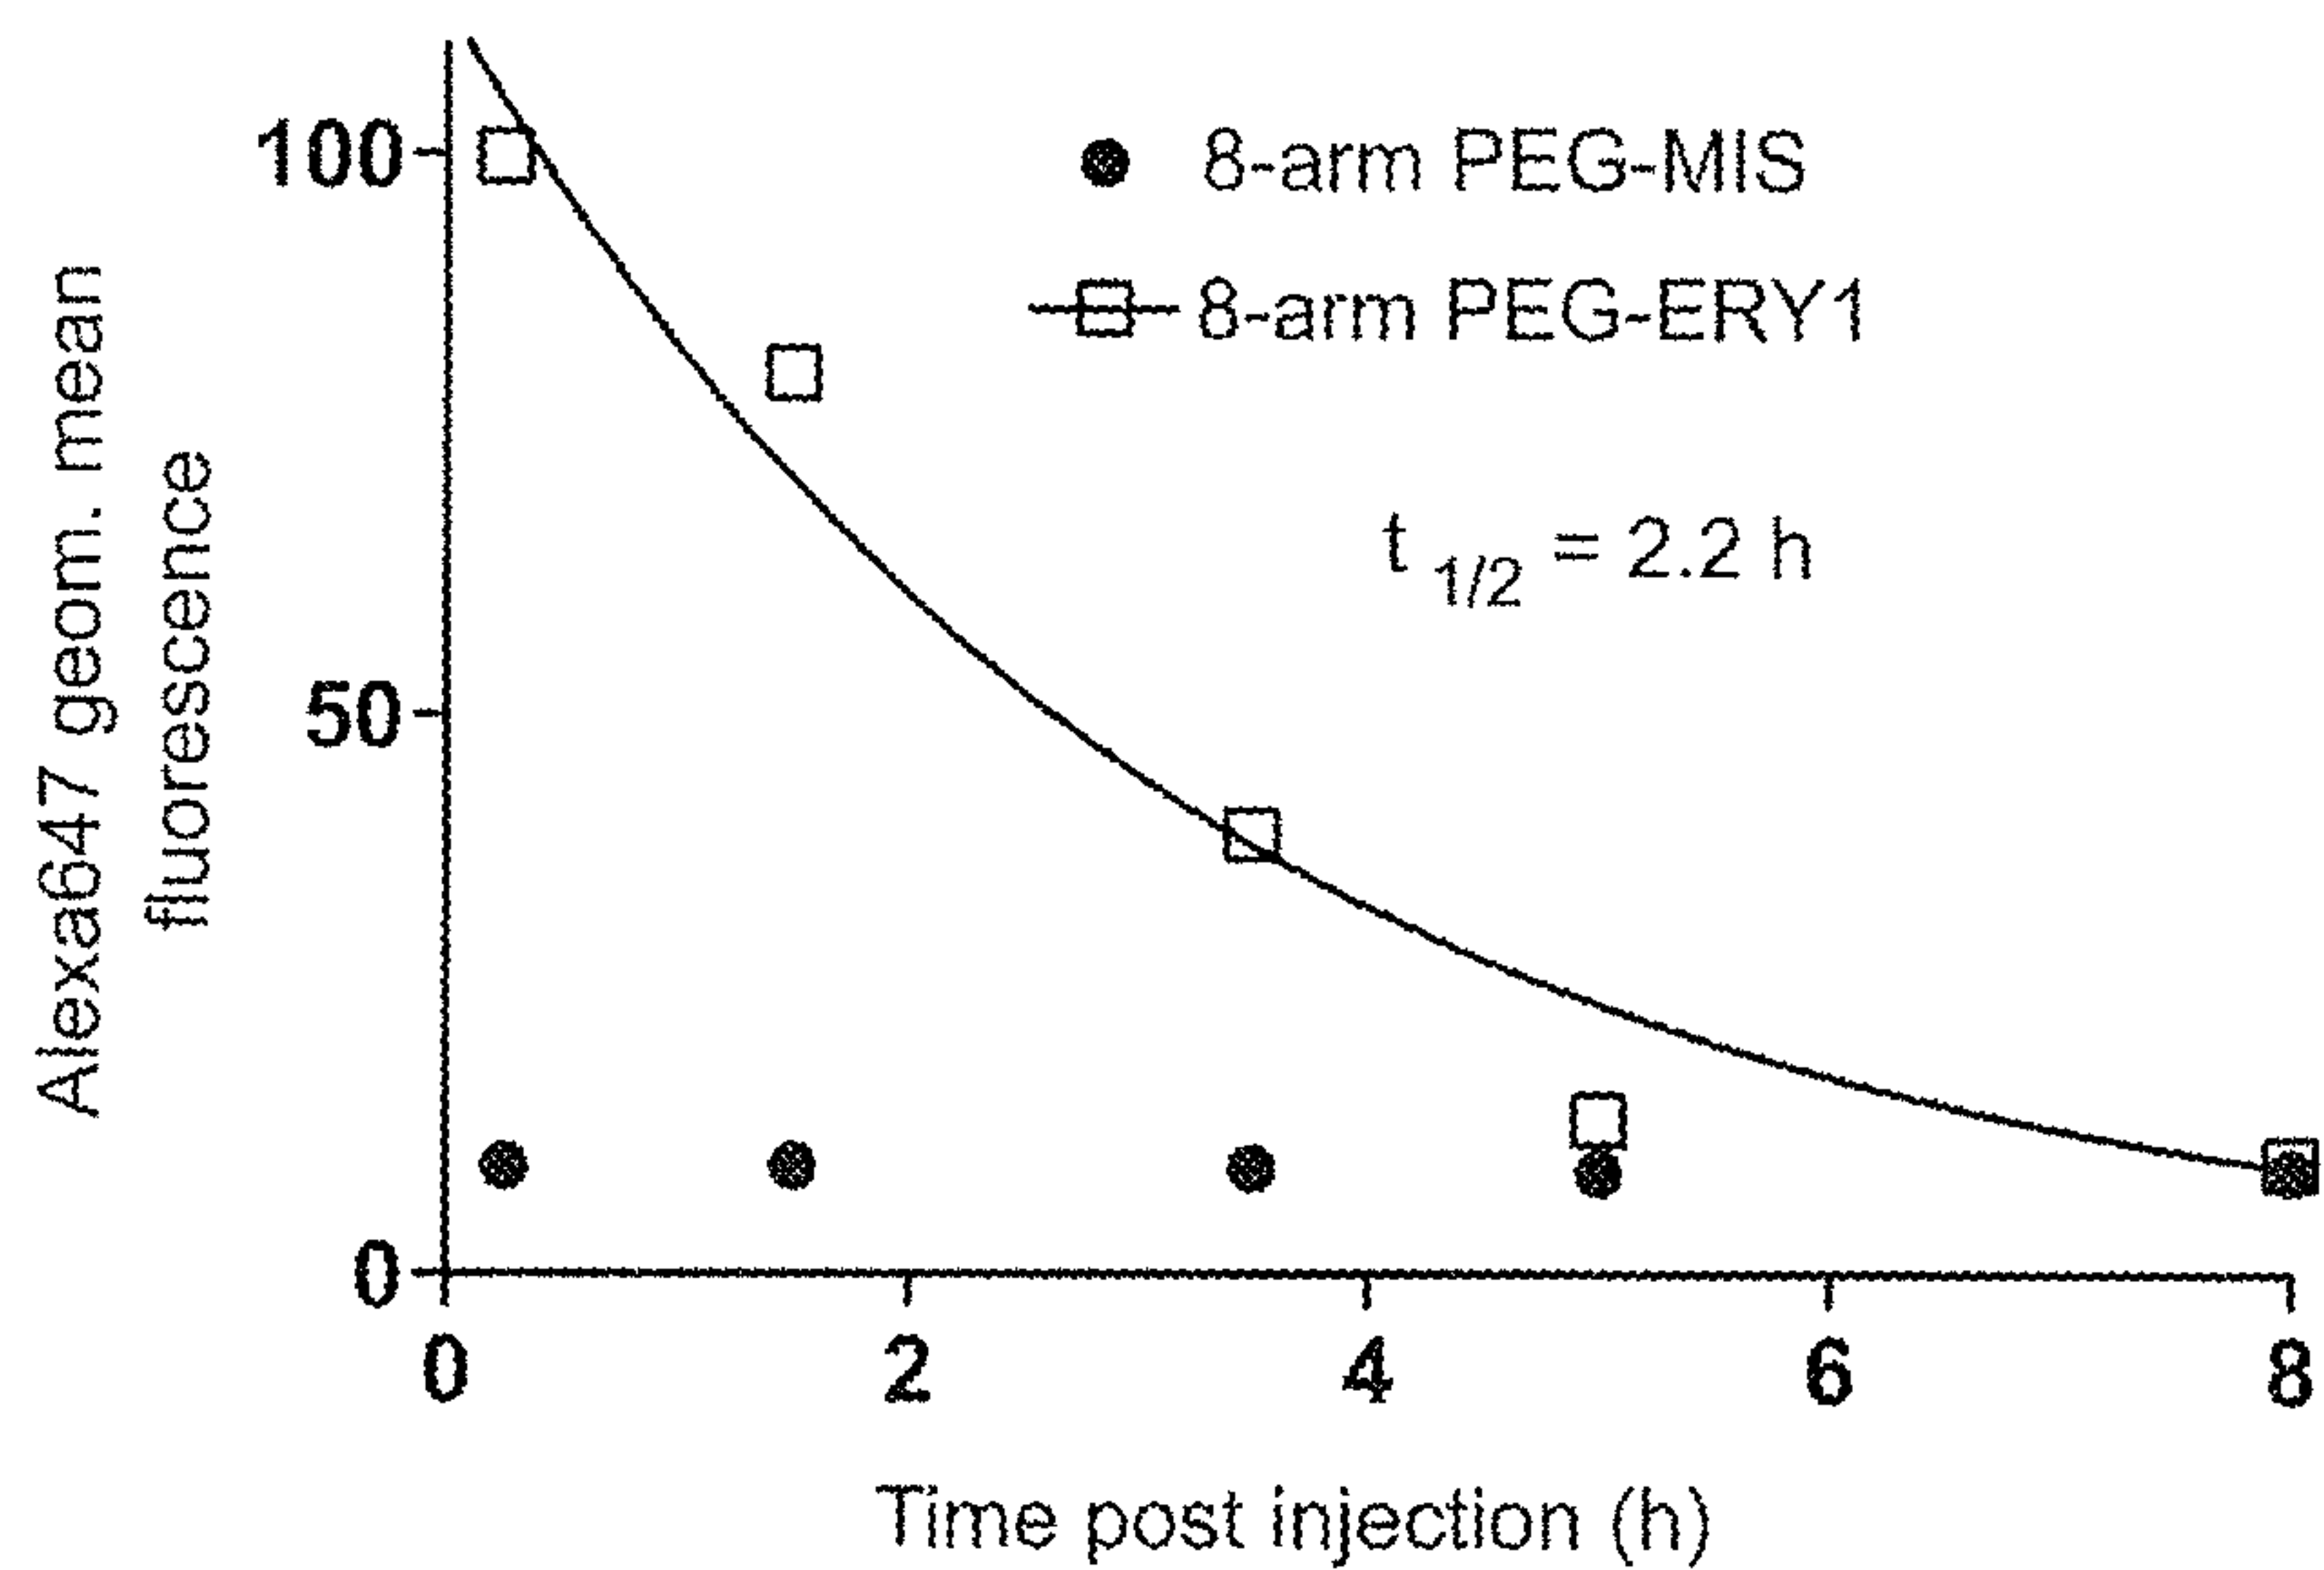 Alexa647 geom. mean
fluorescence
100
50
0
8-arm PEG-MIS
8-arm PEG-ERY1
t 1/2 = 2.2 h
0 2 4 6 8
Time post injection (h)